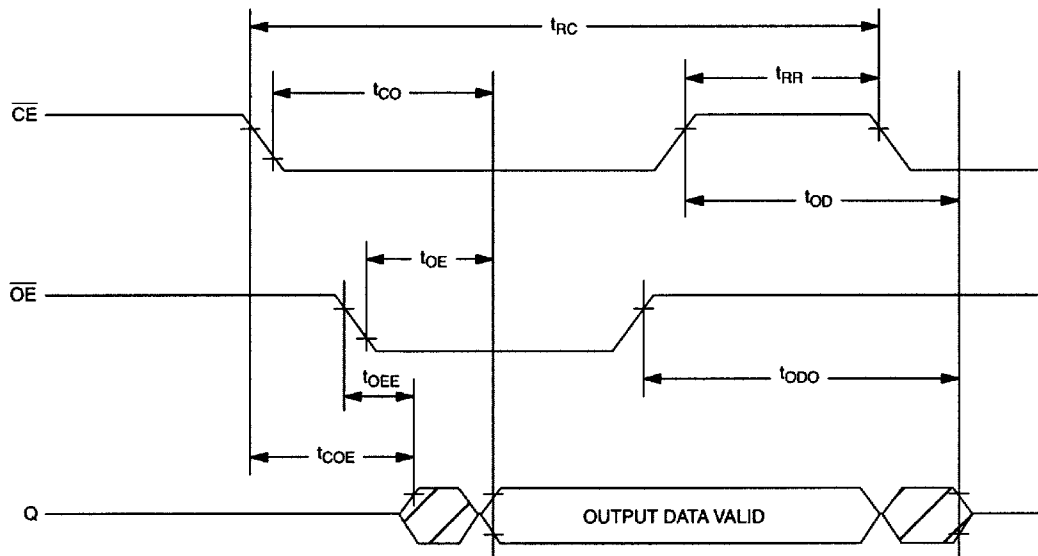 tRC
tRR
tCO
CE
tOD
tOE
OE
tODO
tOEE
tCOE
Q
OUTPUT DATA VALID